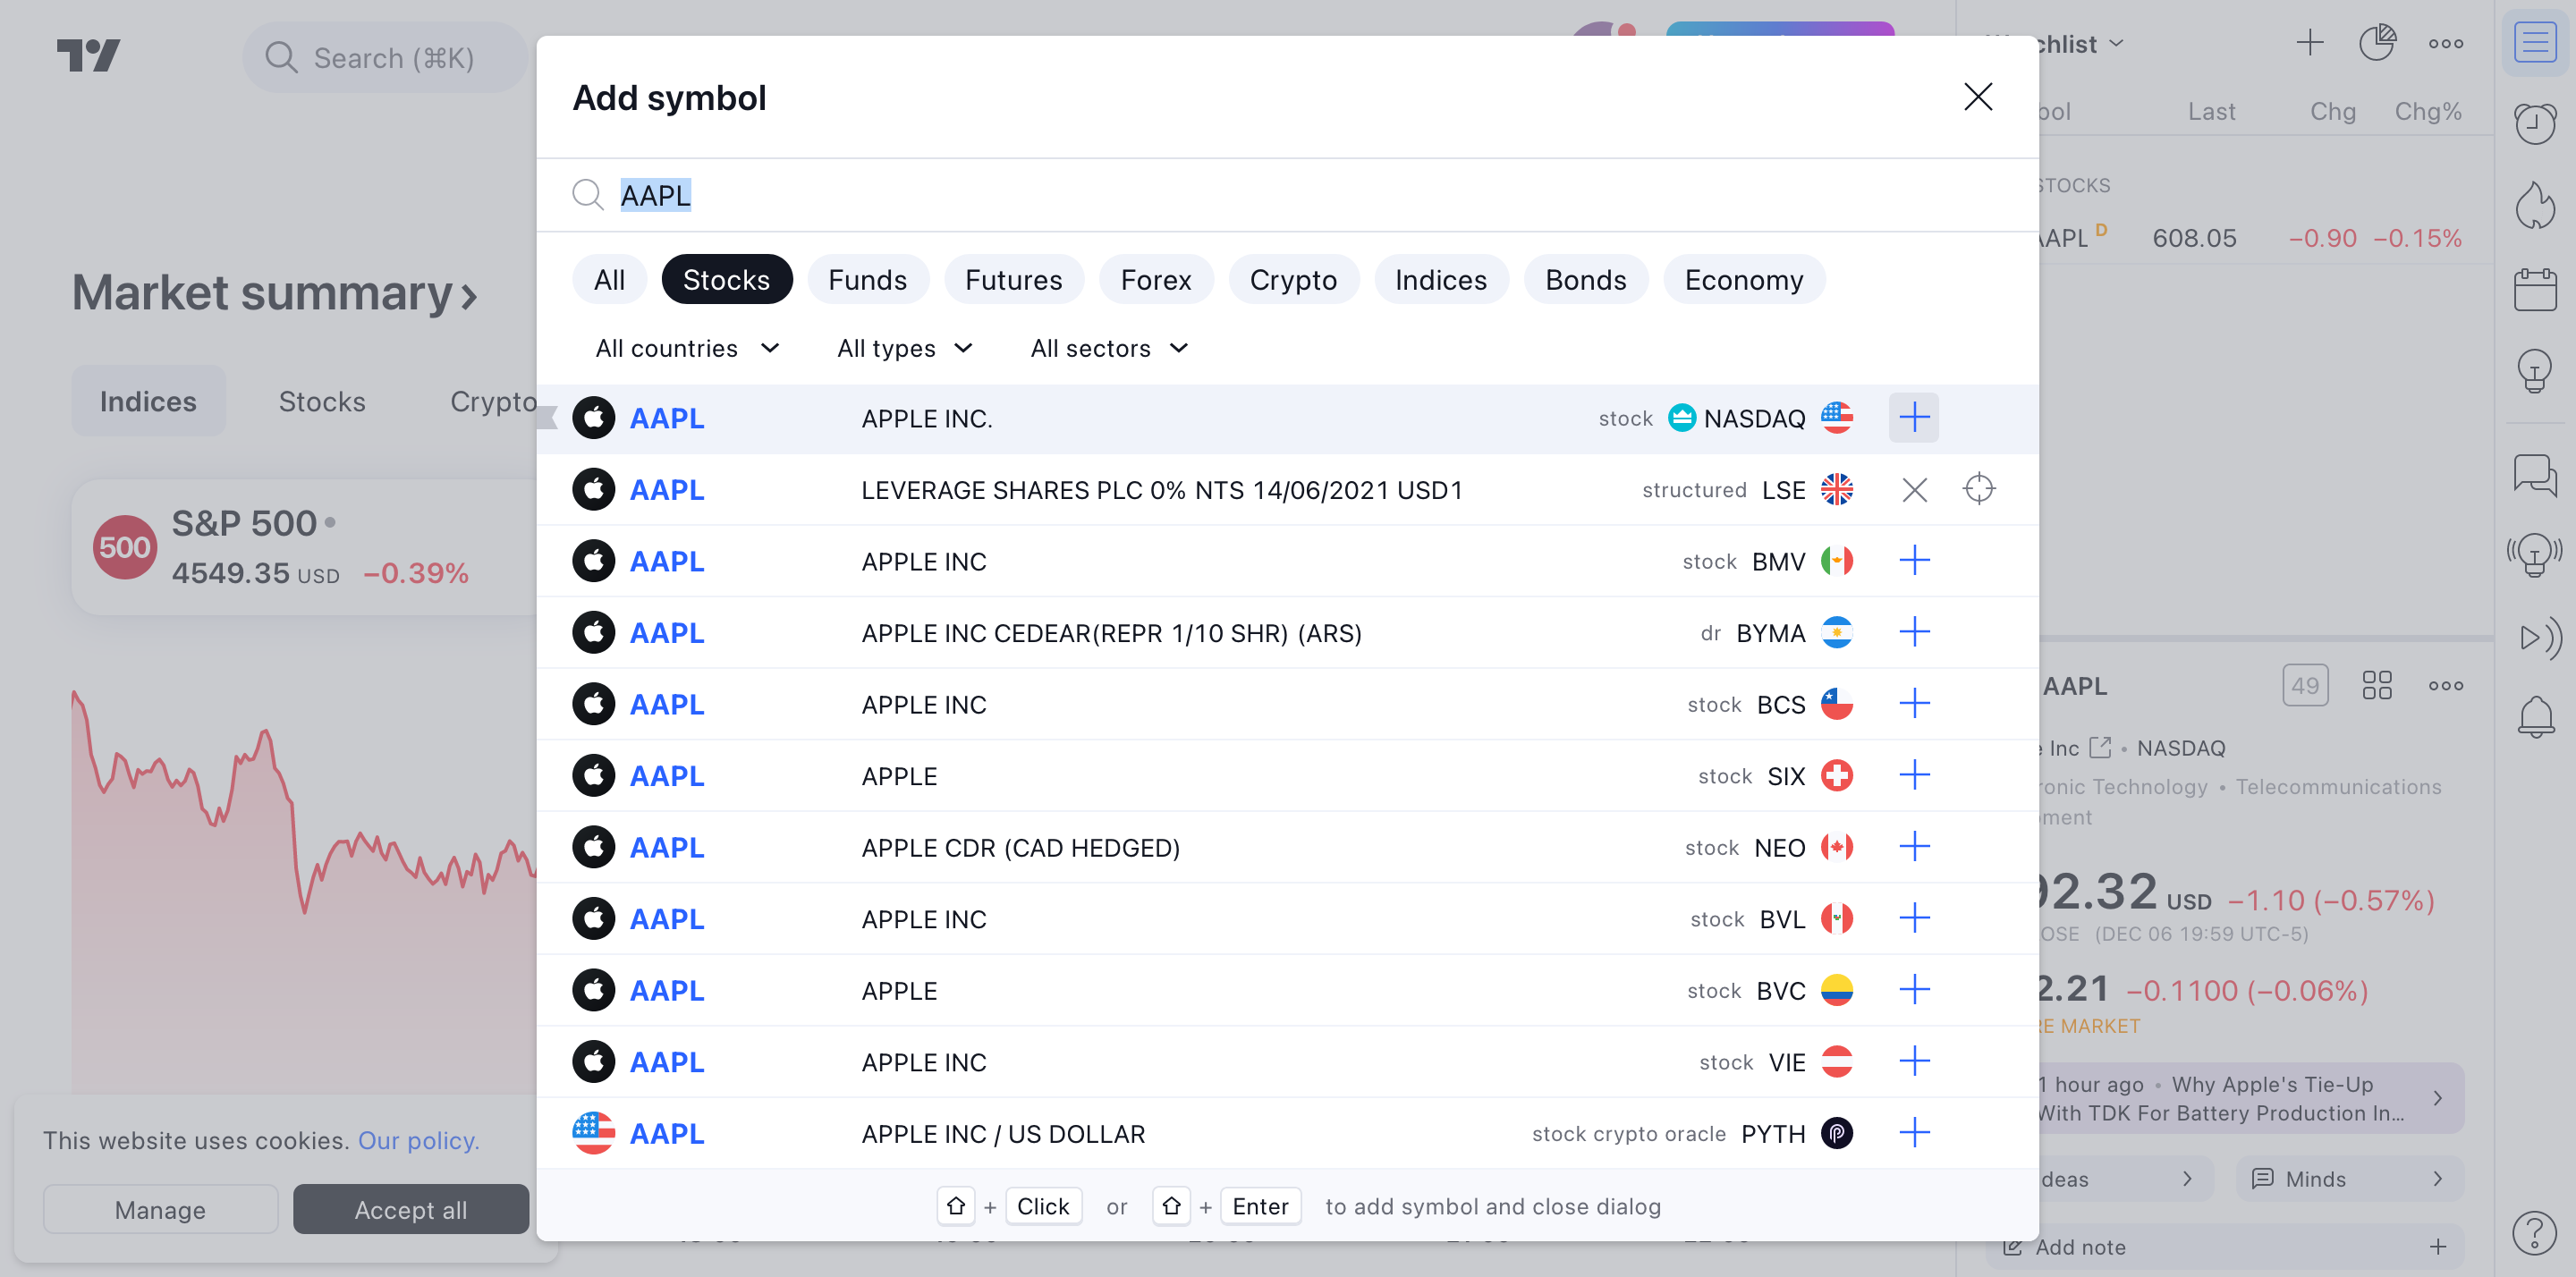 Search (⌘K)
Market summary
Indices Stocks Crypto
500 S&P 500
4549.35 USD −0.39%
This website uses cookies. Our policy.
Manage Accept all
Add symbol
AAPL
All Stocks Funds Futures Forex Crypto Indices Bonds Economy
All countries All types All sectors
AAPL APPLE INC. stock NASDAQ
AAPL LEVERAGE SHARES PLC 0% NTS 14/06/2021 USD1 structured LSE
AAPL APPLE INC stock BMV
AAPL APPLE INC CEDEAR(REPR 1/10 SHR) (ARS) dr BYMA
AAPL APPLE INC stock BCS
AAPL APPLE stock SIX
AAPL APPLE CDR (CAD HEDGED) stock NEO
AAPL APPLE INC stock BVL
AAPL APPLE stock BVC
AAPL APPLE INC stock VIE
AAPL APPLE INC / US DOLLAR stock crypto oracle PYTH
+ Click or + Enter to add symbol and close dialog
Last Chg Chg%
AAPL D 608.05 −0.90 −0.15%
AAPL 49
Inc • NASDAQ
Technology • Telecommunications
92.32 USD −1.10 (−0.57%)
(DEC 06 19:59 UTC-5)
2.21 −0.1100 (−0.06%)
MARKET
1 hour ago • Why Apple's Tie-Up
With TDK For Battery Production In...
Minds
Add note